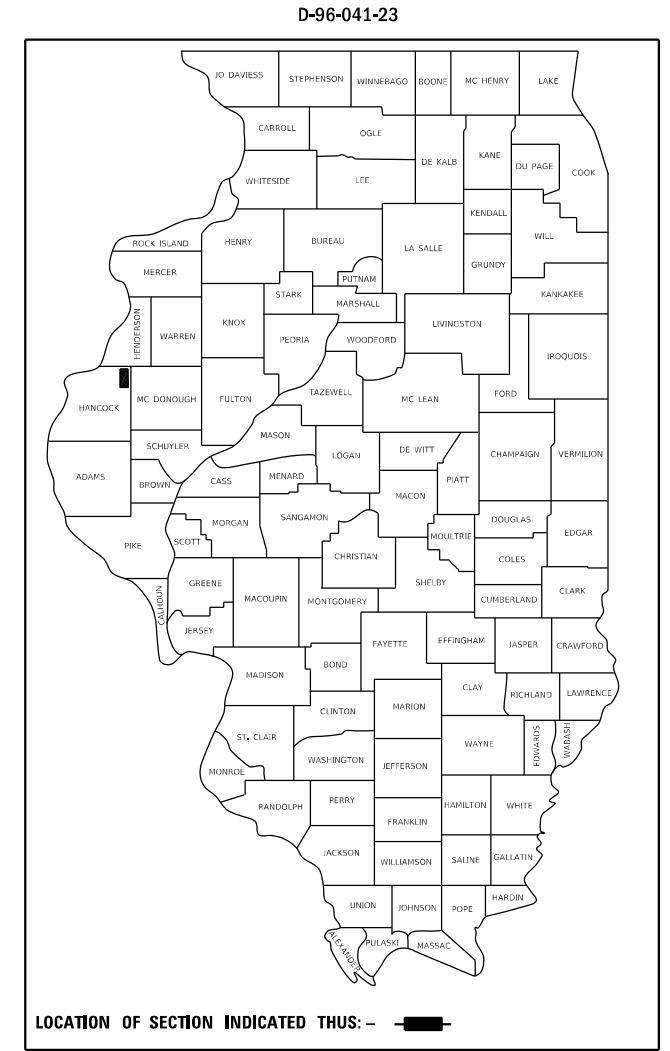 D-96-041-23
JO DAVIESS
STEPHENSON
WINNEBAGO
BOONE
MC HENRY
LAKE
CARROLL
OGLE
DE KALB
KANE
DU PAGE
COOK
WHITESIDE
LEE
KENDALL
ROCK ISLAND
HENRY
BUREAU
LA SALLE
WILL
GRUNDY
MERCER
PUTNAM
STARK
MARSHALL
KANKAKEE
HENDERSON
WARREN
KNOX
PEORIA
WOODFORD
LIVINGSTON
IROQUOIS
HANCOCK
MC DONOUGH
FULTON
TAZEWELL
MC LEAN
FORD
MASON
SCHUYLER
LOGAN
DE WITT
CHAMPAIGN
VERMILION
ADAMS
BROWN
CASS
MENARD
PIATT
MACON
MORGAN
SANGAMON
DOUGLAS
EDGAR
PIKE
SCOTT
CHRISTIAN
MOULTRIE
COLES
GREENE
SHELBY
CLARK
CALHOUN
MACOUPIN
MONTGOMERY
CUMBERLAND
JERSEY
FAYETTE
EFFINGHAM
JASPER
CRAWFORD
MADISON
BOND
CLAY
RICHLAND
LAWRENCE
CLINTON
MARION
ST. CLAIR
WAYNE
EDWARDS
WABASH
WASHINGTON
JEFFERSON
MONROE
RANDOLPH
PERRY
HAMILTON
WHITE
FRANKLIN
JACKSON
WILLIAMSON
SALINE
GALLATIN
UNION
JOHNSON
POPE
HARDIN
ALEXANDER
PULASKI
MASSAC
LOCATION OF SECTION INDICATED THUS: –